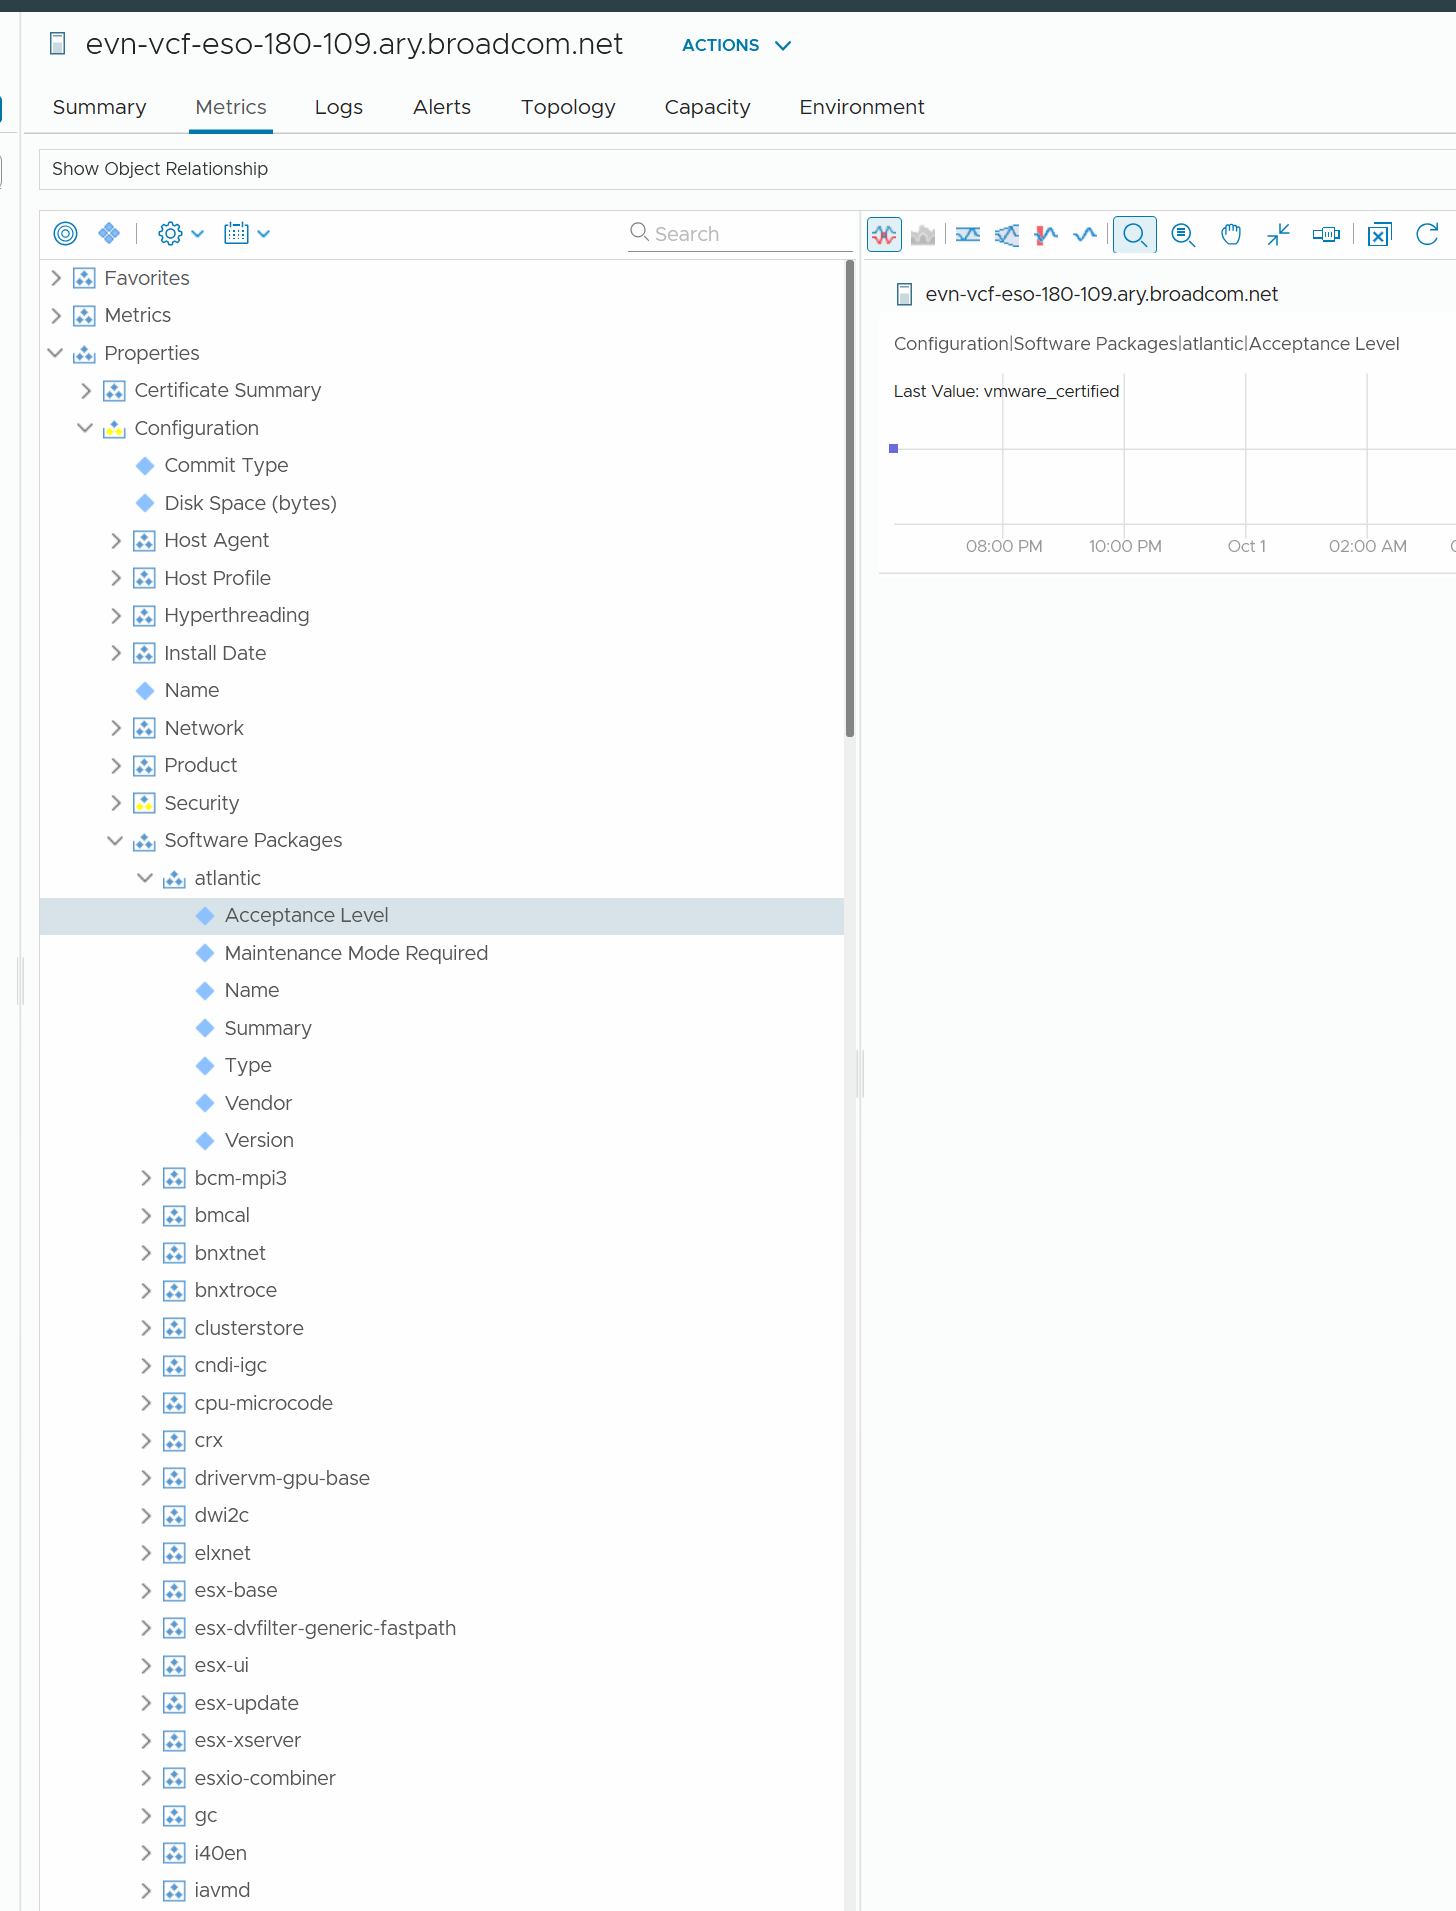 evn-vcf-eso-180-109.ary.broadcom.net
ACTIONS
Summary
Metrics
Logs
Alerts
Topology
Capacity
Environment
Show Object Relationship
Search
Favorites
Metrics
Properties
Certificate Summary
Configuration
Commit Type
Disk Space (bytes)
Host Agent
Host Profile
Hyperthreading
Install Date
Name
Network
Product
Security
Software Packages
atlantic
Acceptance Level
Maintenance Mode Required
Name
Summary
Type
Vendor
Version
bcm-mpi3
bmcal
bnxtnet
bnxtroce
clusterstore
cndi-igc
cpu-microcode
crx
drivervm-gpu-base
dwi2c
elxnet
esx-base
esx-dvfilter-generic-fastpath
esx-ui
esx-update
esx-xserver
esxio-combiner
gc
i40en
iavmd
evn-vcf-eso-180-109.ary.broadcom.net
Configuration|Software Packages|atlantic|Acceptance Level
Last Value: vmware_certified
08:00 PM
10:00 PM
Oct 1
02:00 AM